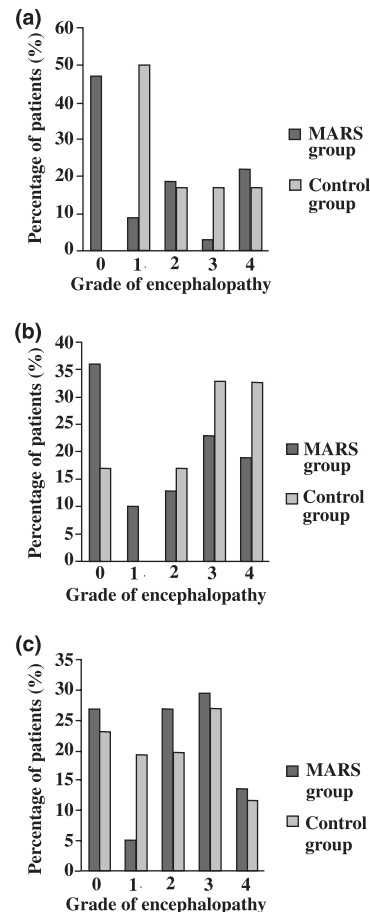 (a)
Percentage of patients (%)
60
50
40
30
20
10
0
0 1 2 3 4
Grade of encephalopathy
MARS
group
Control
group
(b)
Percentage of patients (%)
40
35
30
25
20
15
10
5
0
0 1 2 3 4
Grade of encephalopathy
MARS
group
Control
group
(c)
Percentage of patients (%)
35
30
25
20
15
10
5
0
0 1 2 3 4
Grade of encephalopathy
MARS
group
Control
group